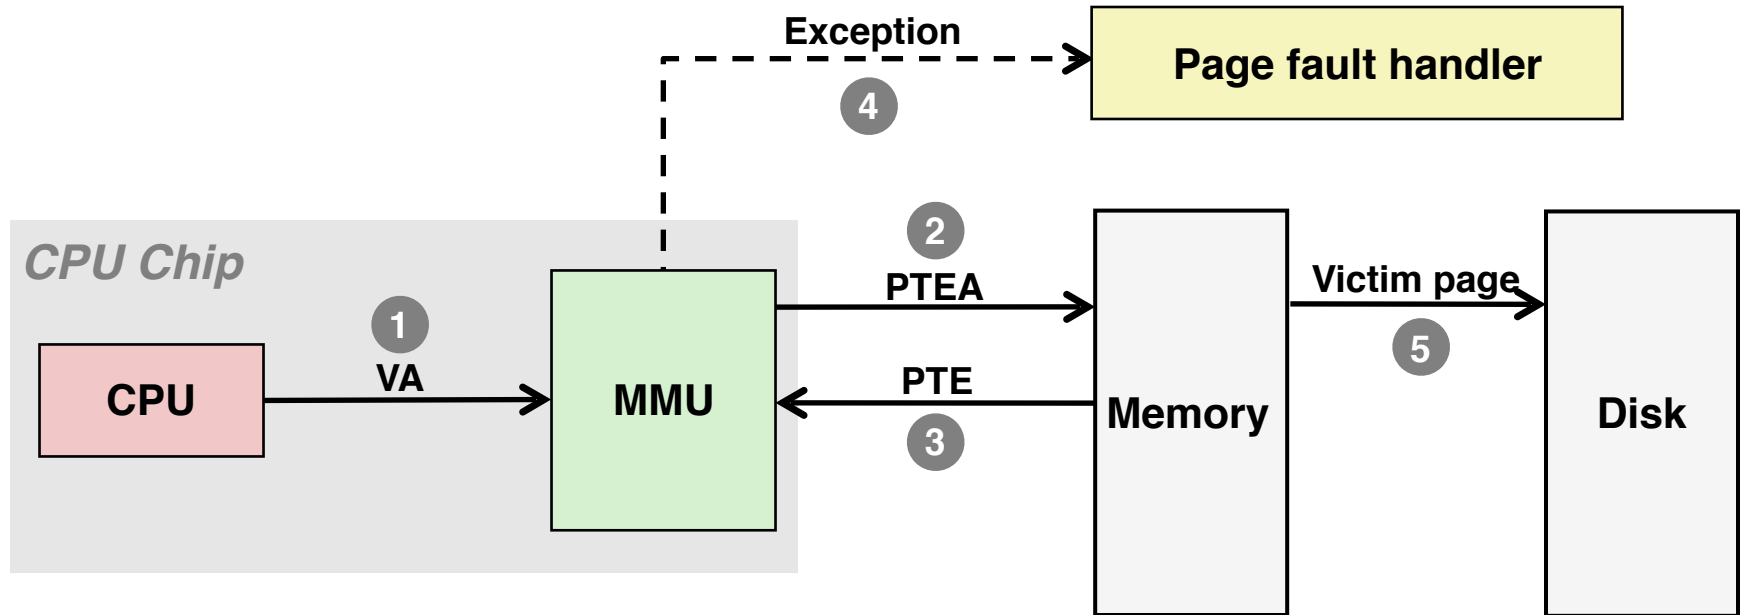 Exception
Page fault handler
4
CPU Chip
2
PTEA
Victim page
1
5
VA
CPU
MMU
PTE
3
Memory
Disk